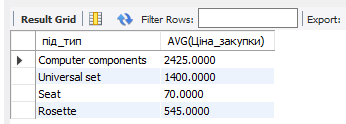 Result Grid Filter Rows: Export:
під_тип AVG(Ціна_закупки)
Computer components 2425.0000
Universal set 1400.0000
Seat 70.0000
Rosette 545.0000